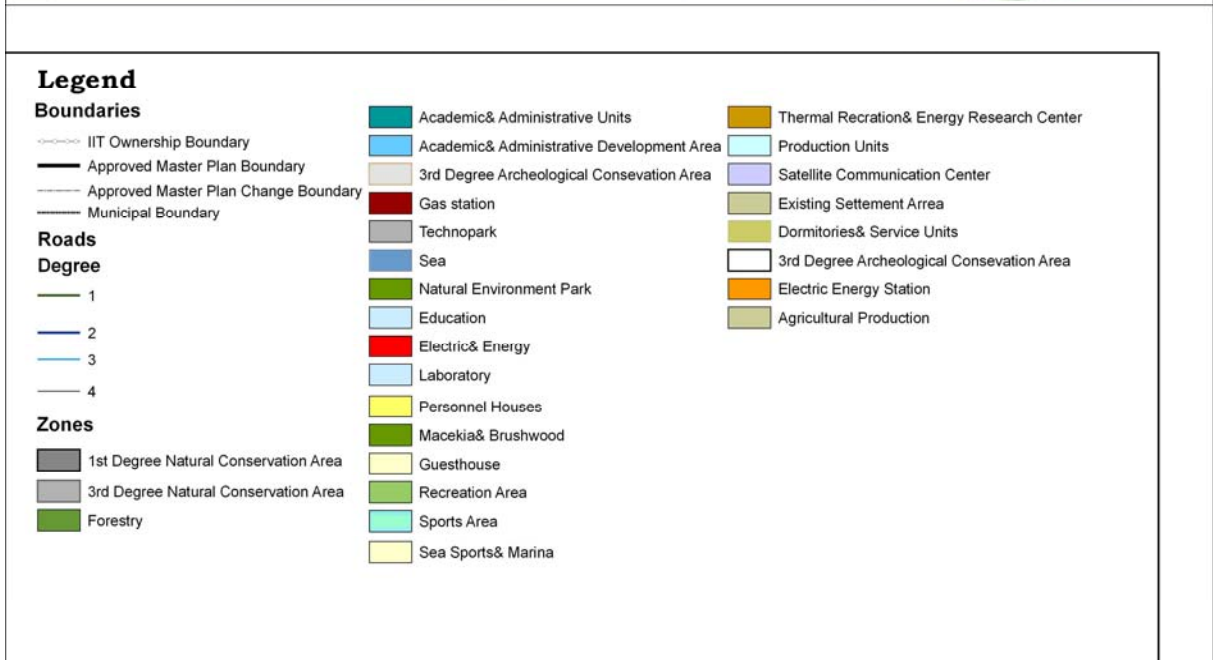 Legend
Boundaries
IIT Ownership Boundary
Approved Master Plan Boundary
Approved Master Plan Change Boundary
Municipal Boundary
Roads
Degree
1
2
3
4
Zones
1st Degree Natural Conservation Area
3rd Degree Natural Conservation Area
Forestry
Academic& Administrative Units
Academic& Administrative Development Area
3rd Degree Archeological Consevation Area
Gas station
Technopark
Sea
Natural Environment Park
Education
Electric& Energy
Laboratory
Personnel Houses
Macekia& Brushwood
Guesthouse
Recreation Area
Sports Area
Sea Sports& Marina
Thermal Recration& Energy Research Center
Production Units
Satellite Communication Center
Existing Settement Arrea
Dormitories& Service Units
3rd Degree Archeological Consevation Area
Electric Energy Station
Agricultural Production